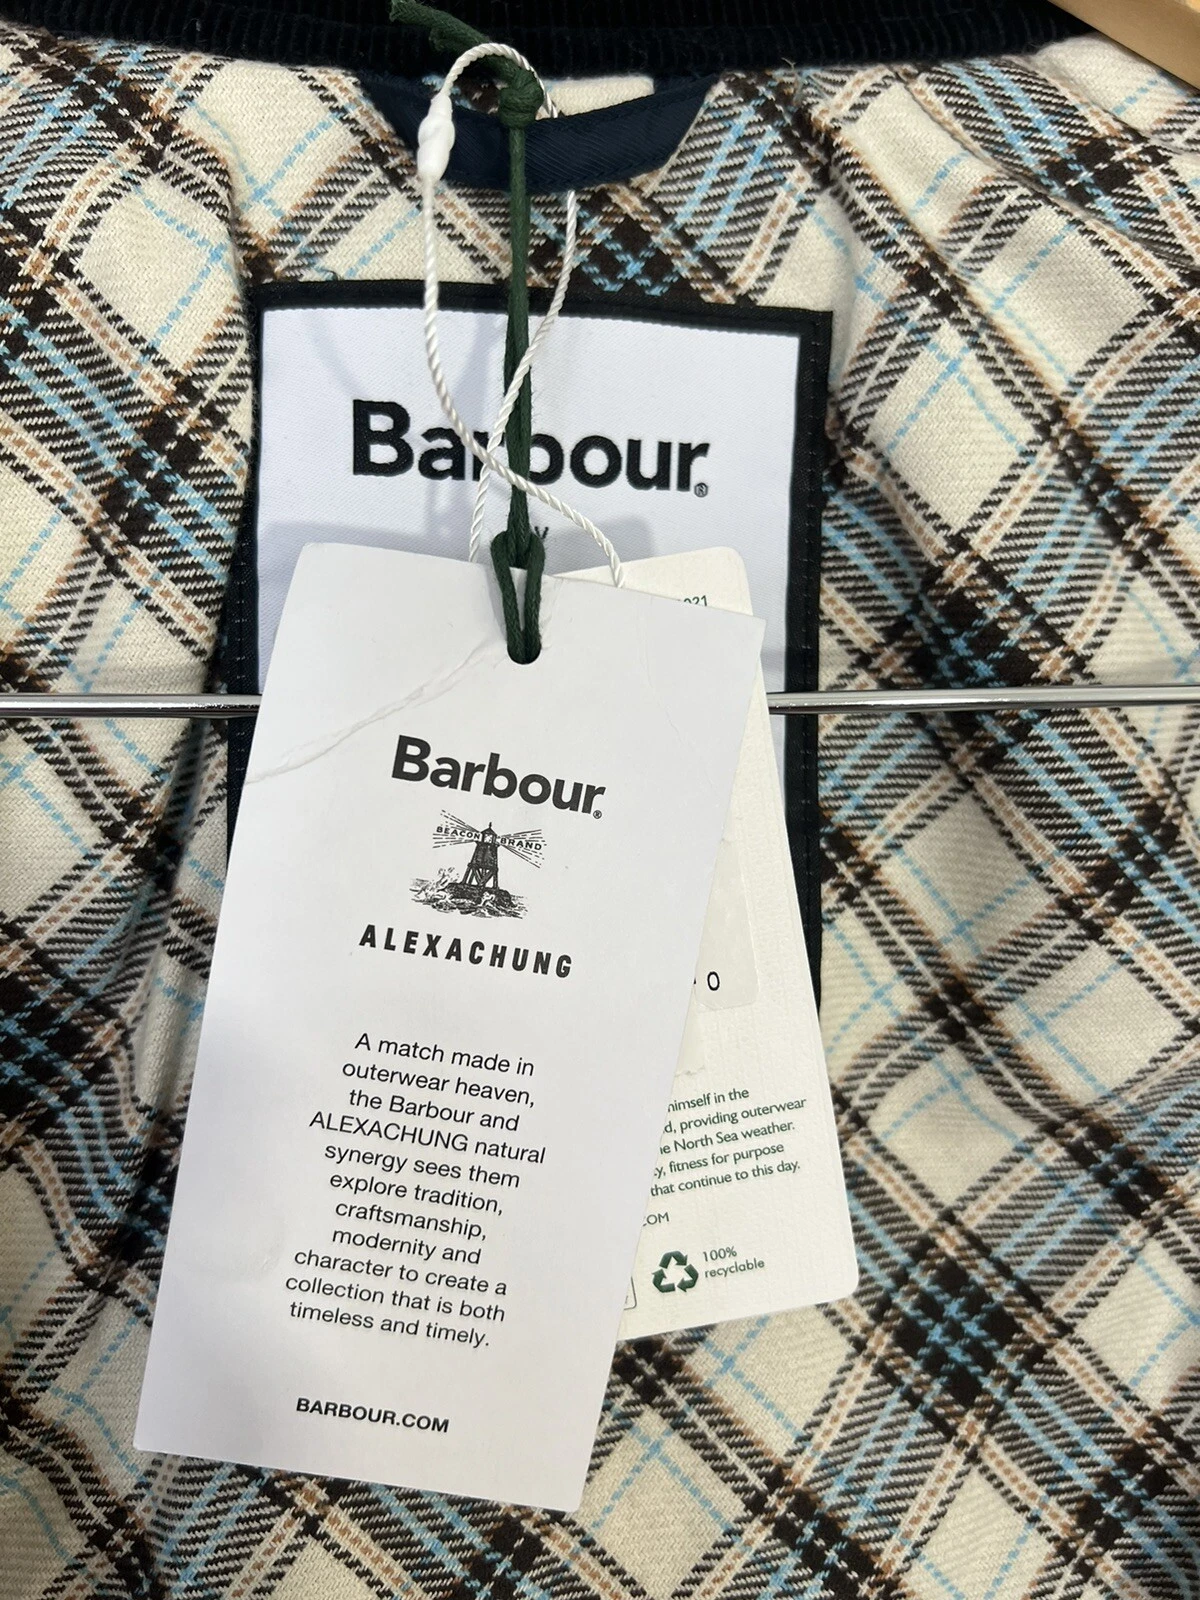 Barbour®
Barbour®
BEACON BRAND
ALEXACHUNG
A match made in
outerwear heaven,
the Barbour and
ALEXACHUNG natural
synergy sees them
explore tradition,
craftsmanship,
modernity and
character to create a
collection that is both
timeless and timely.
BARBOUR.COM
0
himself in the
providing outerwear
North Sea weather.
fitness for purpose
that continue to this day.
100%
recyclable